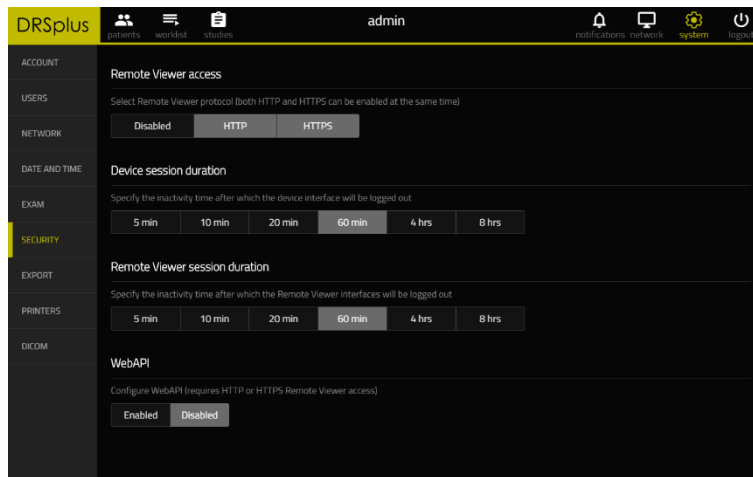 DRSplus
patients worklist studies
admin
notifications network system logout
ACCOUNT
USERS
NETWORK
DATE AND TIME
EXAM
SECURITY
EXPORT
PRINTERS
DICOM
Remote Viewer access
Select Remote Viewer protocol (both HTTP and HTTPS can be enabled at the same time)
Disabled HTTP HTTPS
Device session duration
Specify the inactivity time after which the device interface will be logged out
5 min 10 min 20 min 60 min 4 hrs 8 hrs
Remote Viewer session duration
Specify the inactivity time after which the Remote Viewer interfaces will be logged out
5 min 10 min 20 min 60 min 4 hrs 8 hrs
WebAPI
Configure WebAPI (requires HTTP or HTTPS Remote Viewer access)
Enabled Disabled